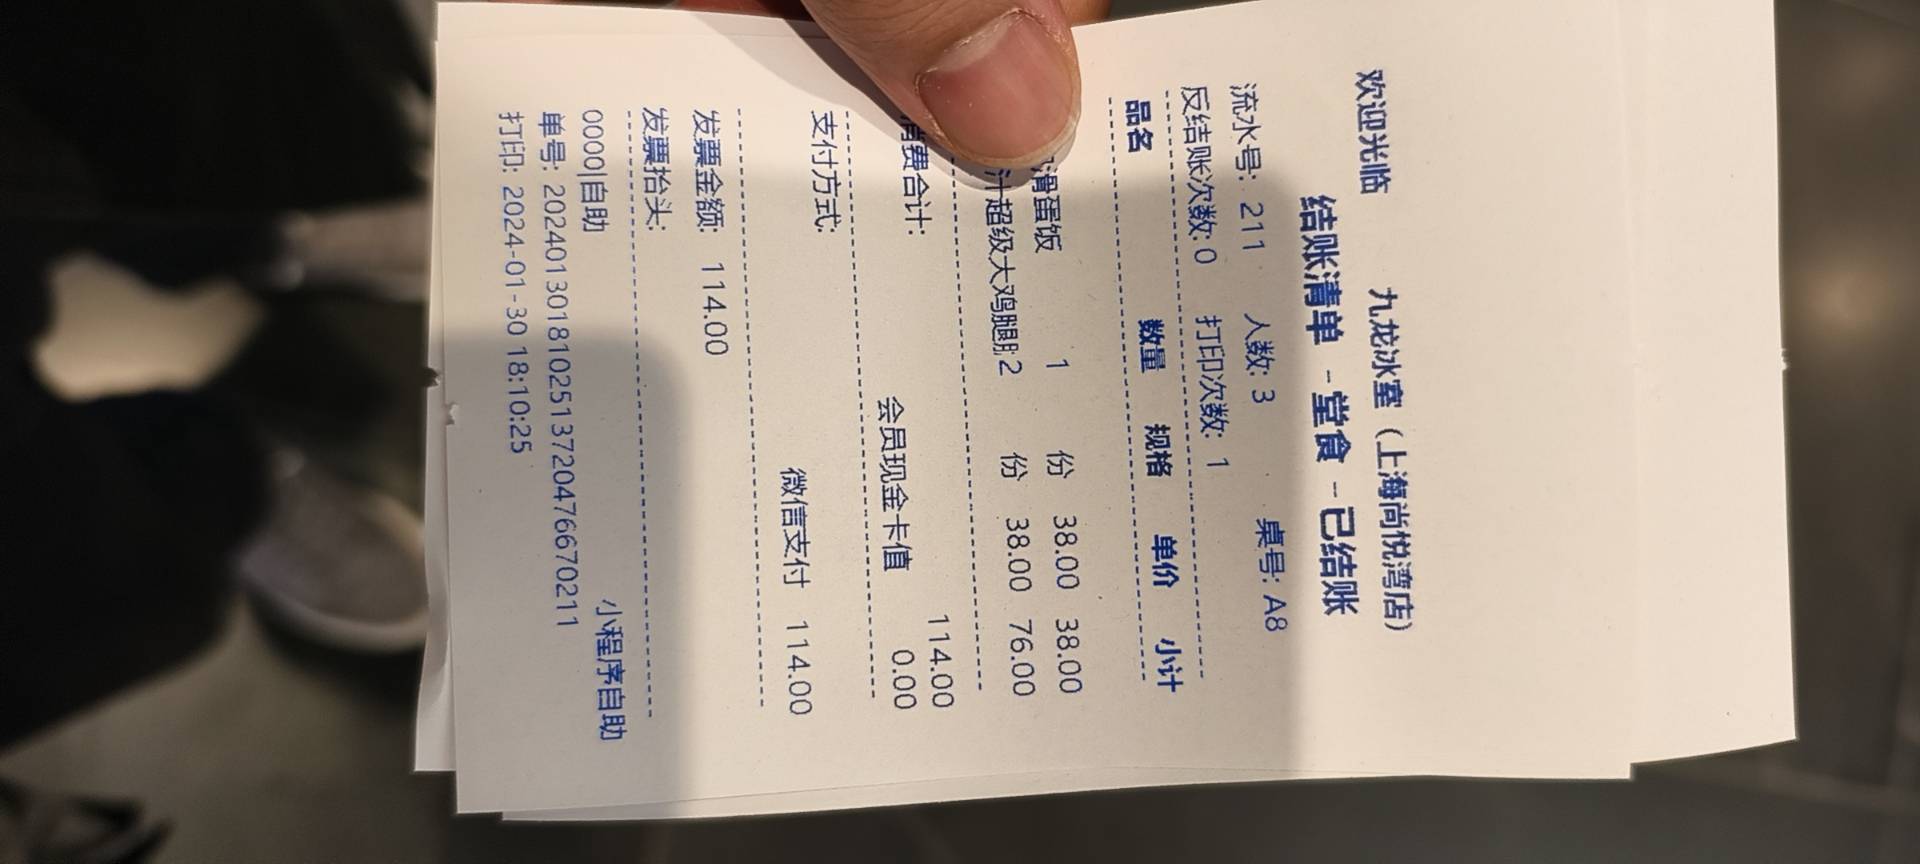 欢迎光临 九龙冰室（上海尚悦湾店）
结账清单 - 堂食 - 已结账
流水号: 211 人数: 3 桌号: A8
反结账次数: 0 打印次数: 1
品名 数量 规格 单价 小计
滑蛋饭 1 份 38.00 38.00
汁超级大鸡腿 2 份 38.00 76.00
消费合计: 114.00
会员现金卡值 0.00
支付方式:
微信支付 114.00
发票金额: 114.00
发票抬头:
0000|自助 小程序自助
单号: 20240130181025137204766702​11
打印: 2024-01-30 18:10:25